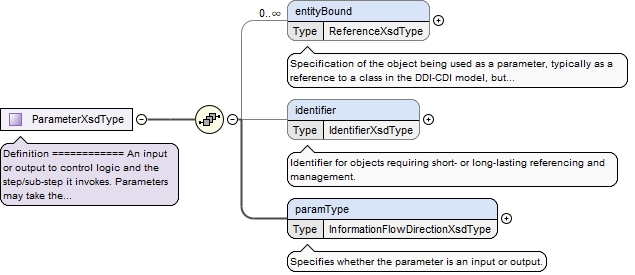 0..∞
entityBound
Type ReferenceXsdType
Specification of the object being used as a parameter, typically as a
reference to a class in the DDI-CDI model, but...
identifier
Type IdentifierXsdType
Identifier for objects requiring short- or long-lasting referencing and
management.
ParameterXsdType
Definition ============ An input
or output to control logic and the
step/sub-step it invokes. Parameters
may take the...
paramType
Type InformationFlowDirectionXsdType
Specifies whether the parameter is an input or output.